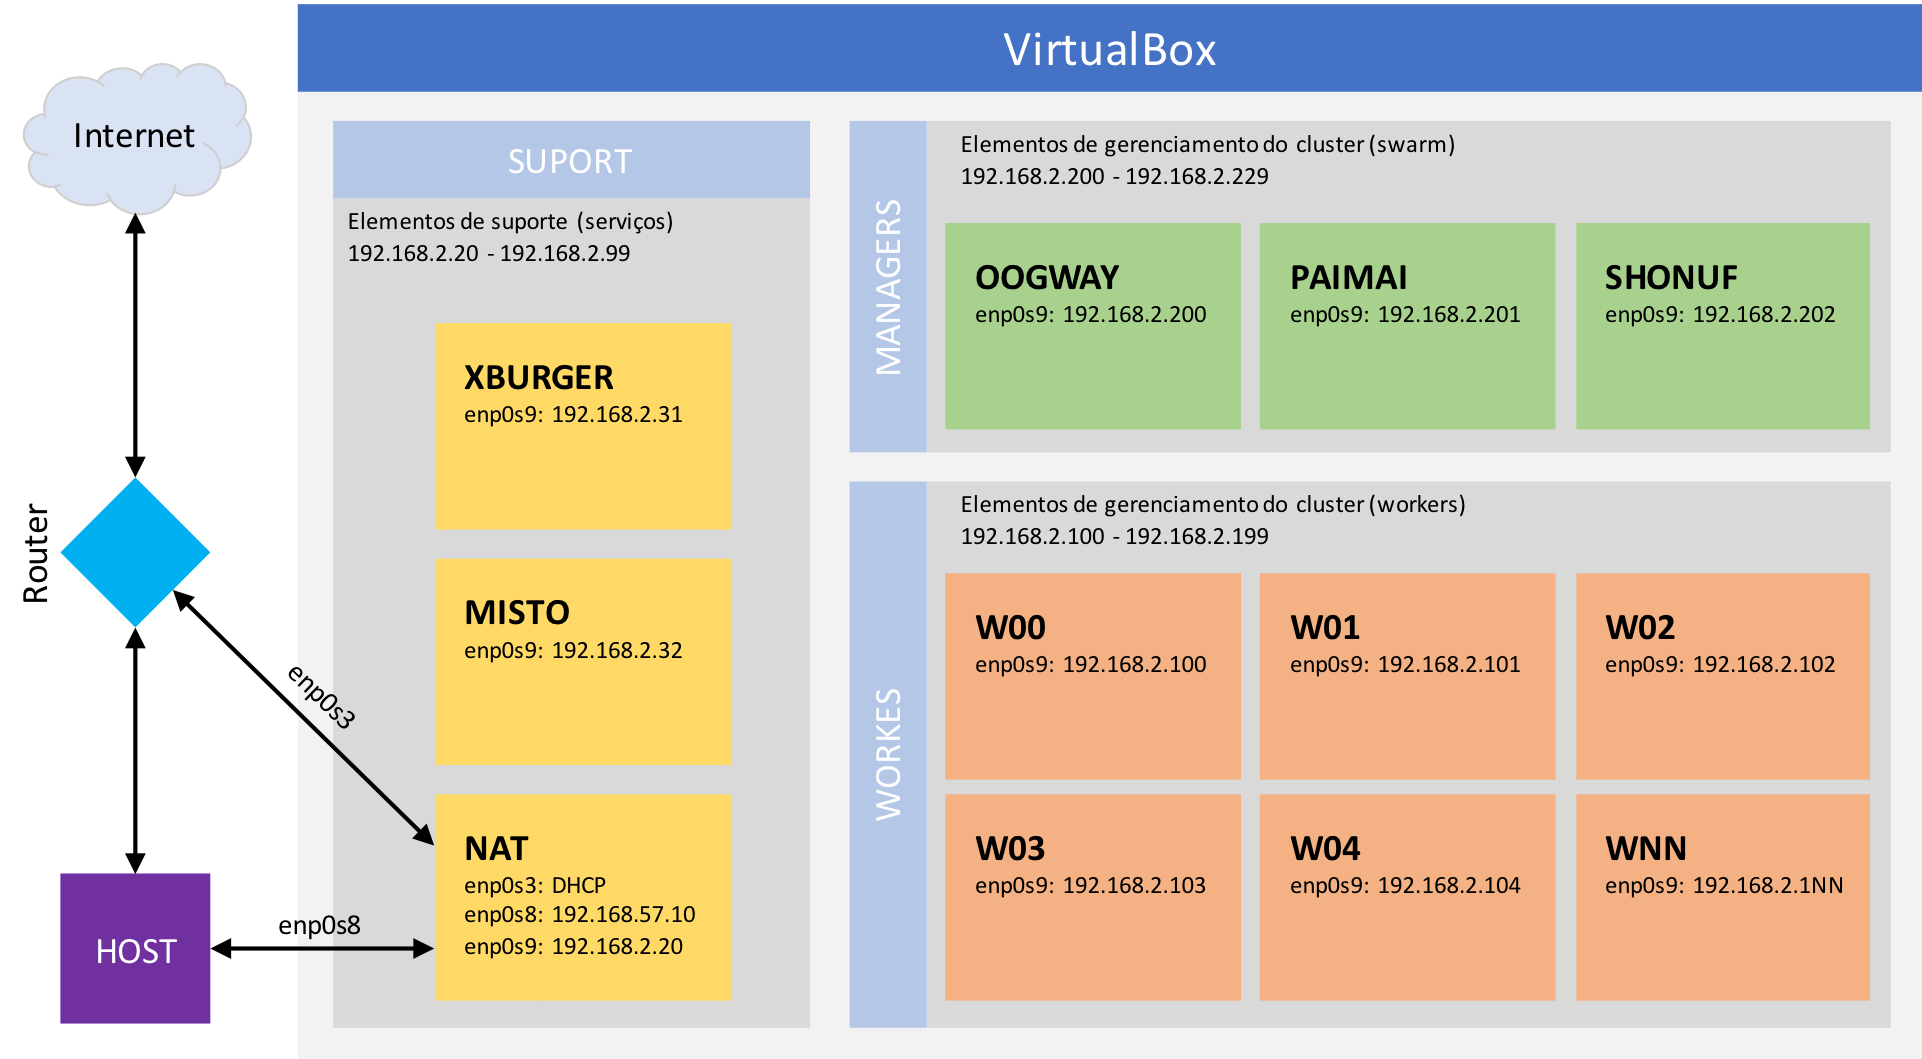 VirtualBox
Internet
Router
HOST
enp0s3
enp0s8
SUPORT
Elementos de suporte (serviços)
192.168.2.20 - 192.168.2.99
XBURGER
enp0s9: 192.168.2.31
MISTO
enp0s9: 192.168.2.32
NAT
enp0s3: DHCP
enp0s8: 192.168.57.10
enp0s9: 192.168.2.20
MANAGERS
Elementos de gerenciamento do cluster (swarm)
192.168.2.200 - 192.168.2.229
OOGWAY
enp0s9: 192.168.2.200
PAIMAI
enp0s9: 192.168.2.201
SHONUF
enp0s9: 192.168.2.202
WORKES
Elementos de gerenciamento do cluster (workers)
192.168.2.100 - 192.168.2.199
W00
enp0s9: 192.168.2.100
W01
enp0s9: 192.168.2.101
W02
enp0s9: 192.168.2.102
W03
enp0s9: 192.168.2.103
W04
enp0s9: 192.168.2.104
WNN
enp0s9: 192.168.2.1NN